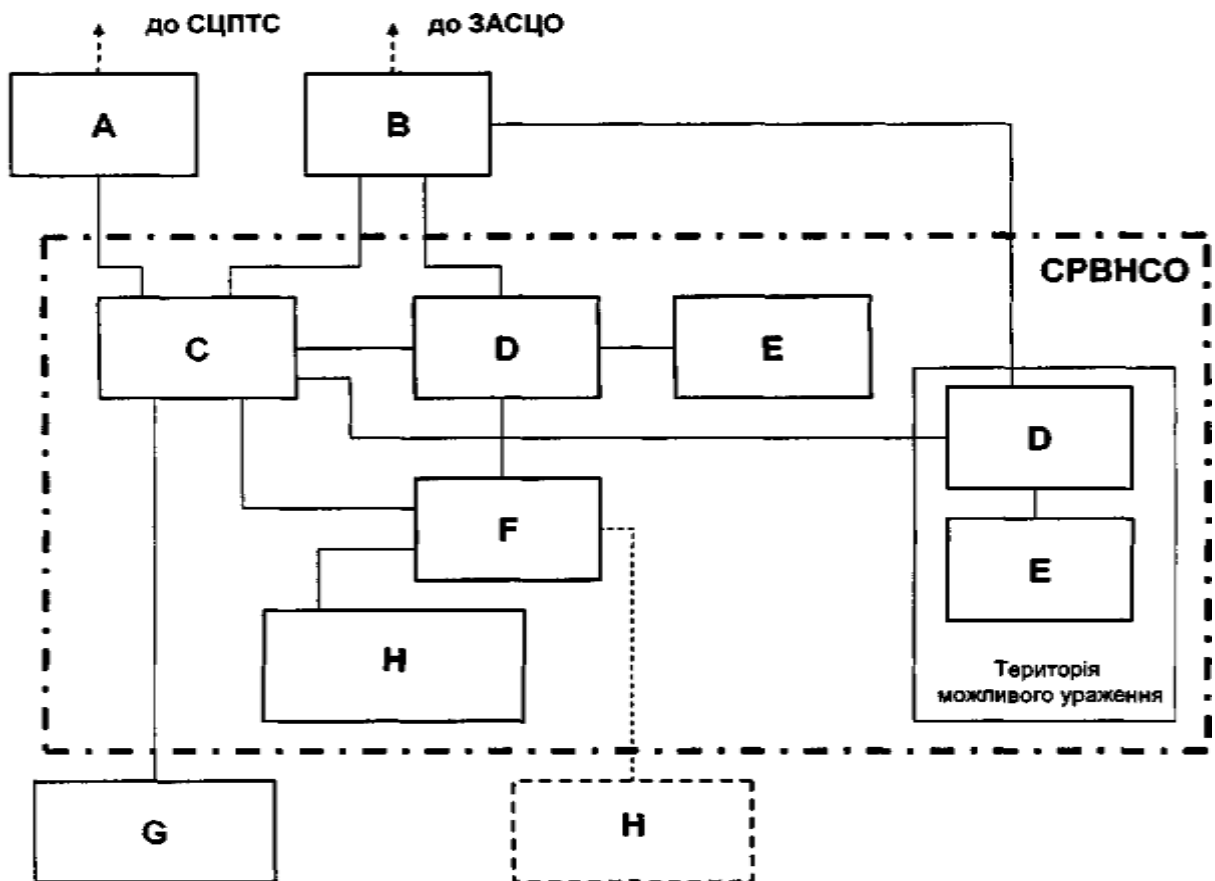 до СЦПТС
до ЗАСЦО
A
B
СРВНСО
C
D
E
D
F
E
H
Територія
можливого ураження
G
H